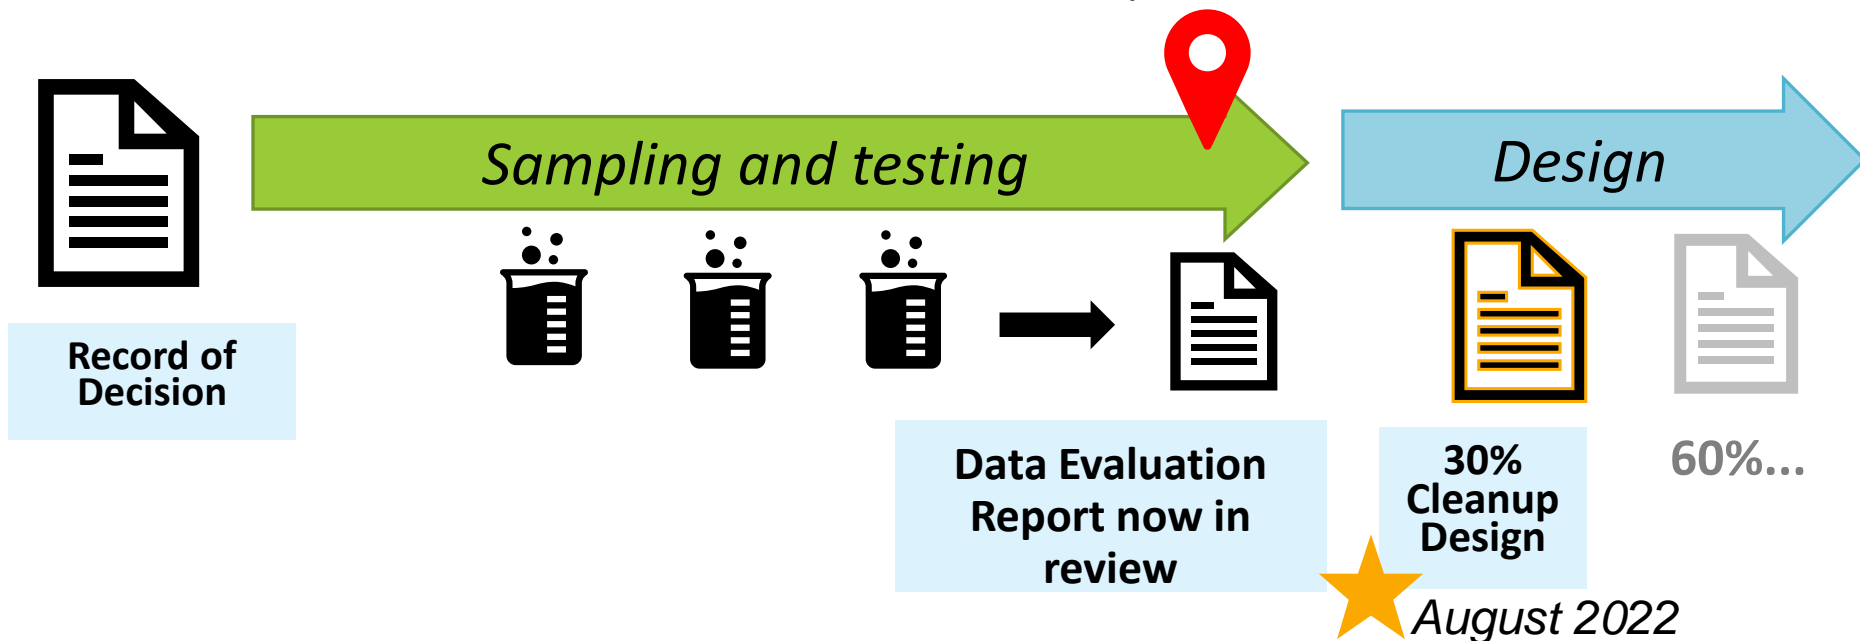 Sampling and testing
Design
Record of
Decision
Data Evaluation
Report now in
review
30%
Cleanup
Design
60%...
August 2022